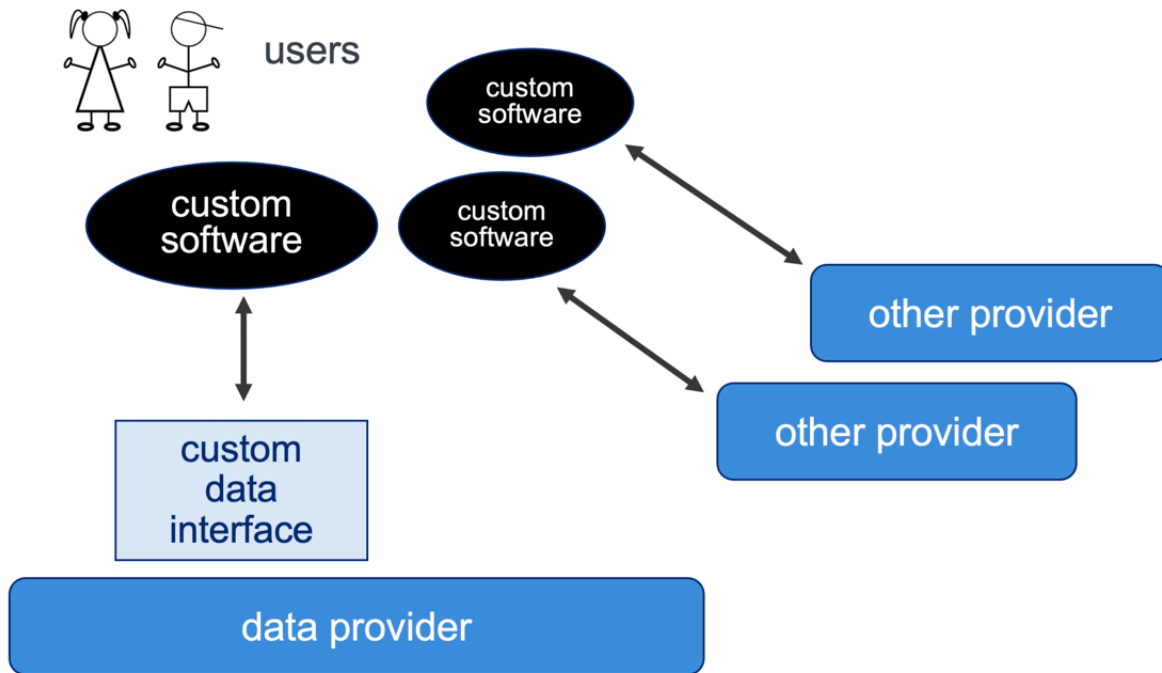 users
custom
software
custom
software
custom
software
other provider
other provider
custom
data
interface
data provider